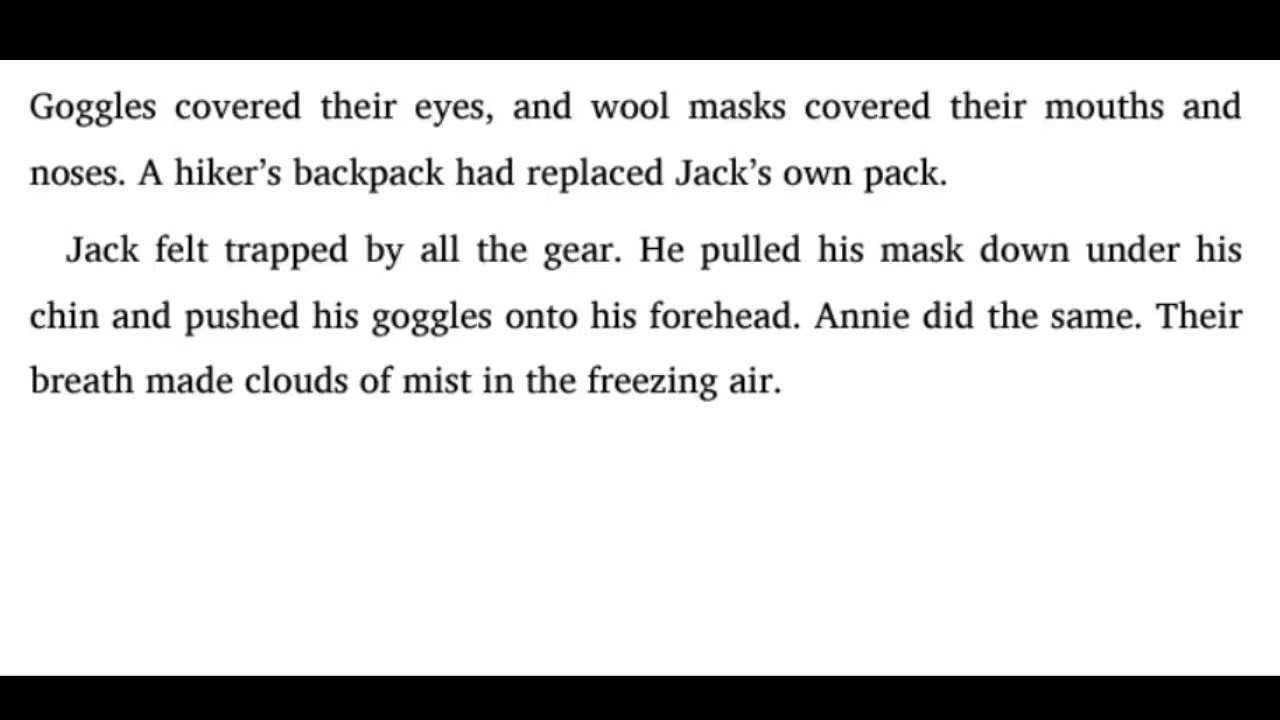 Goggles covered their eyes, and wool masks covered their mouths and
noses. A hiker’s backpack had replaced Jack’s own pack.
Jack felt trapped by all the gear. He pulled his mask down under his
chin and pushed his goggles onto his forehead. Annie did the same. Their
breath made clouds of mist in the freezing air.